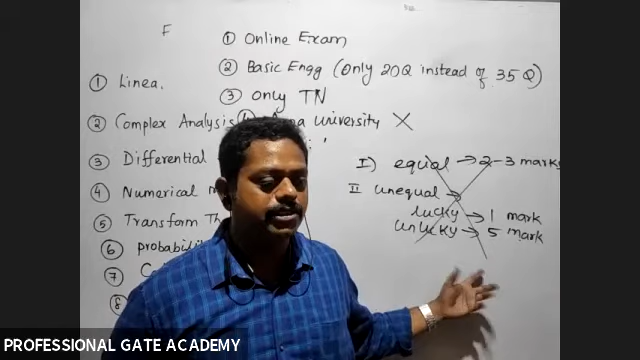 F
① Online Exam
② Basic Engg (only 20Q instead of 35Q)
③ only TN
university ×
① Linea
② Complex Analysis
③ Differential
④ Numerical
⑤ Transform Th
⑥ probabili
⑦ C
⑧
I) equal → 2-3 marks
II unequal →
lucky → 1 mark
unlucky → 5 mark
PROFESSIONAL GATE ACADEMY